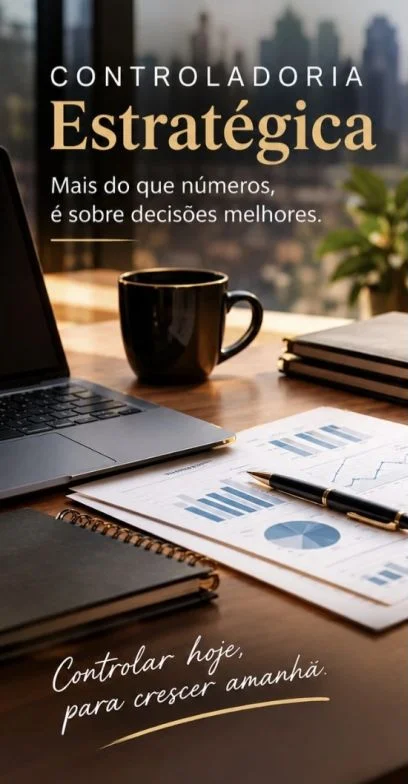 CONTROLADORIA
Estratégica
Mais do que números,
é sobre decisões melhores.
Controlar hoje,
para crescer amanhã.